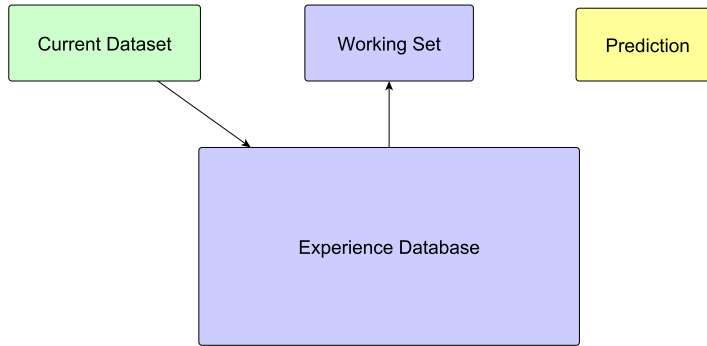 Current Dataset
Working Set
Prediction
Experience Database